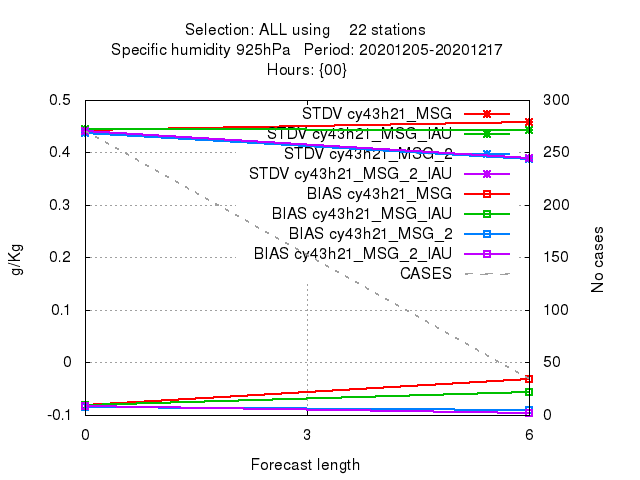 Selection: ALL using 22 stations
Specific humidity 925hPa Period: 20201205-20201217
Hours: {00}
0.5
0.4
0.3
0.2
0.1
0
-0.1
g/Kg
STDV cy43h21_MSG
STDV cy43h21_MSG_IAU
STDV cy43h21_MSG_2
STDV cy43h21_MSG_2_IAU
BIAS cy43h21_MSG
BIAS cy43h21_MSG_IAU
BIAS cy43h21_MSG_2
BIAS cy43h21_MSG_2_IAU
CASES
300
250
200
150
100
50
0
No cases
0 3 6
Forecast length